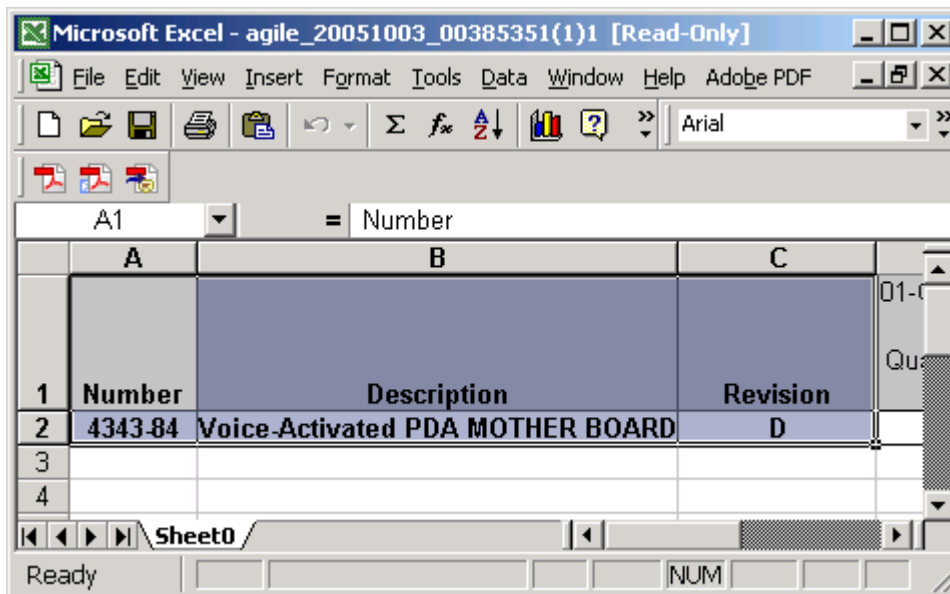 Microsoft Excel - agile_20051003_00385351(1)1 [Read-Only]
File Edit View Insert Format Tools Data Window Help Adobe PDF
Σ fx A Z Arial
A1 = Number
A B C
01-
1 Number Description Revision
2 4343-84 Voice-Activated PDA MOTHER BOARD D
3
4
Sheet0
Ready NUM